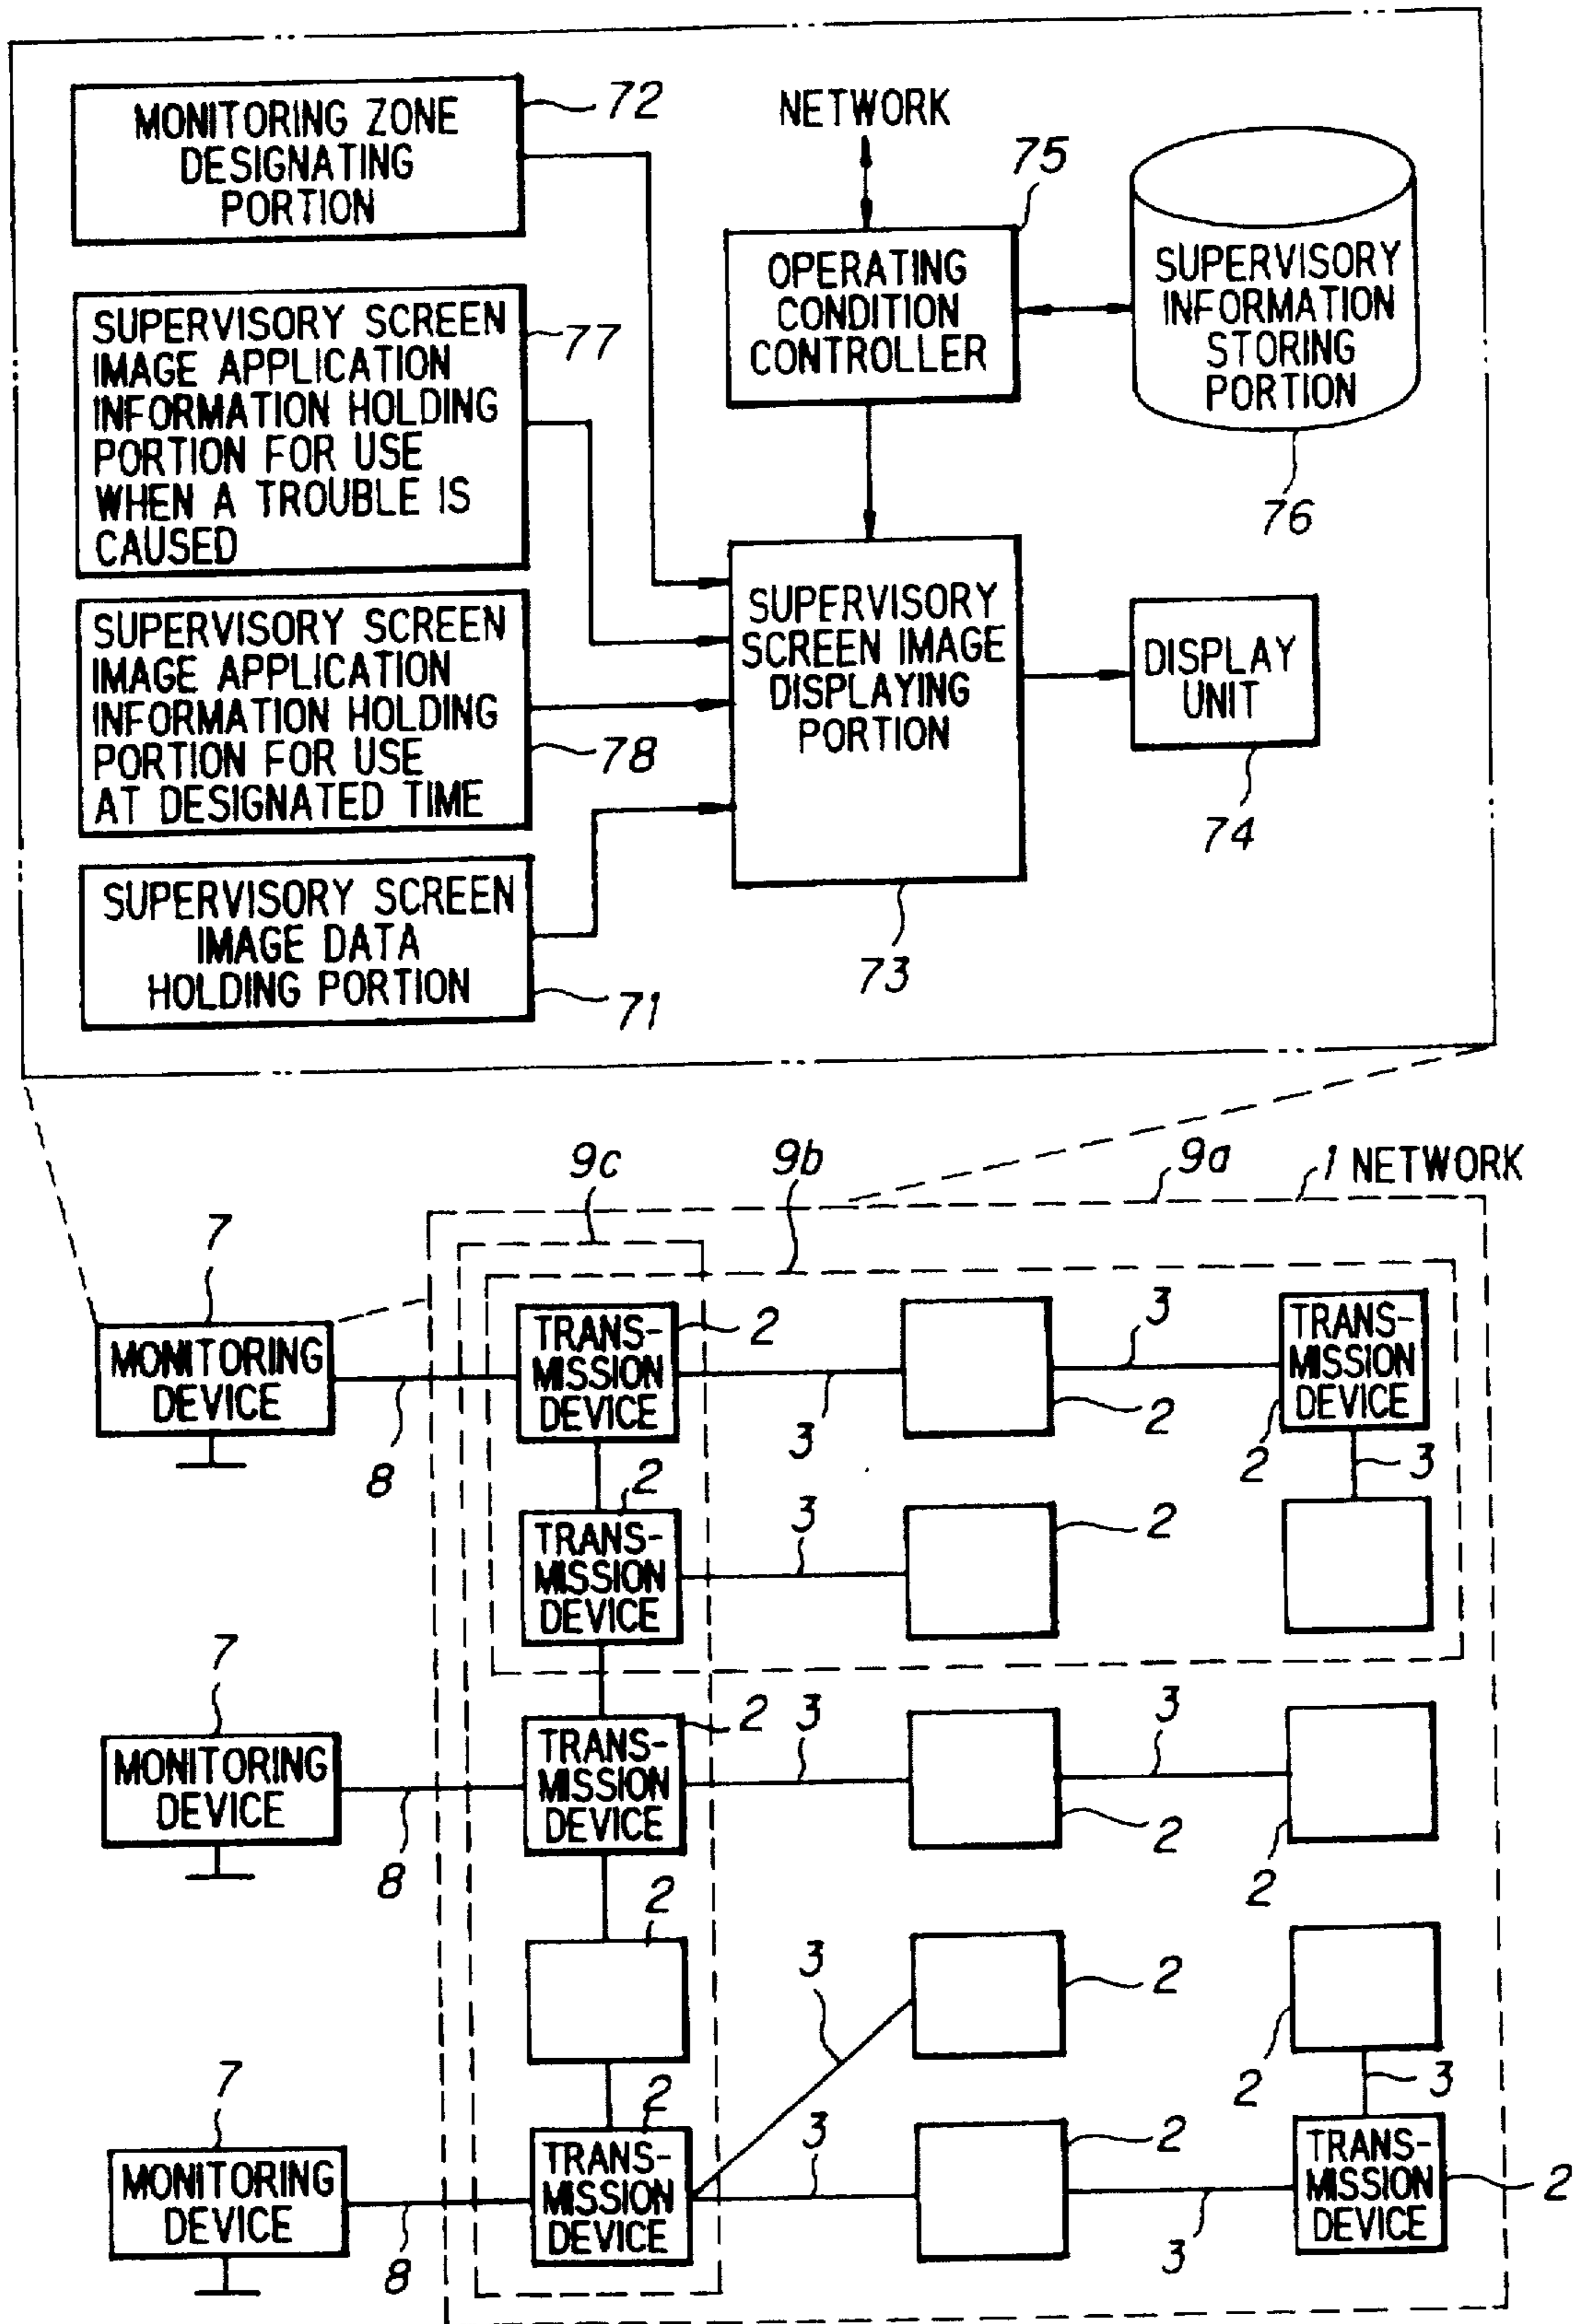 MONITORING ZONE
DESIGNATING
PORTION
72
NETWORK
75
SUPERVISORY SCREEN
IMAGE APPLICATION
INFORMATION HOLDING
PORTION FOR USE
WHEN A TROUBLE IS
CAUSED
77
OPERATING
CONDITION
CONTROLLER
SUPERVISORY
INFORMATION
STORING
PORTION
76
SUPERVISORY SCREEN
IMAGE APPLICATION
INFORMATION HOLDING
PORTION FOR USE
AT DESIGNATED TIME
78
SUPERVISORY
SCREEN IMAGE
DISPLAYING
PORTION
73
DISPLAY
UNIT
74
SUPERVISORY SCREEN
IMAGE DATA
HOLDING PORTION
71
9c
9b
9a
1 NETWORK
7
MONITORING
DEVICE
8
TRANS-
MISSION
DEVICE
2
3
2
3
TRANS-
MISSION
DEVICE
2
3
2
TRANS-
MISSION
DEVICE
3
2
7
MONITORING
DEVICE
8
TRANS-
MISSION
DEVICE
2
3
2
3
2
2
3
2
2
7
MONITORING
DEVICE
8
2
TRANS-
MISSION
DEVICE
3
2
3
2
3
TRANS-
MISSION
DEVICE
2